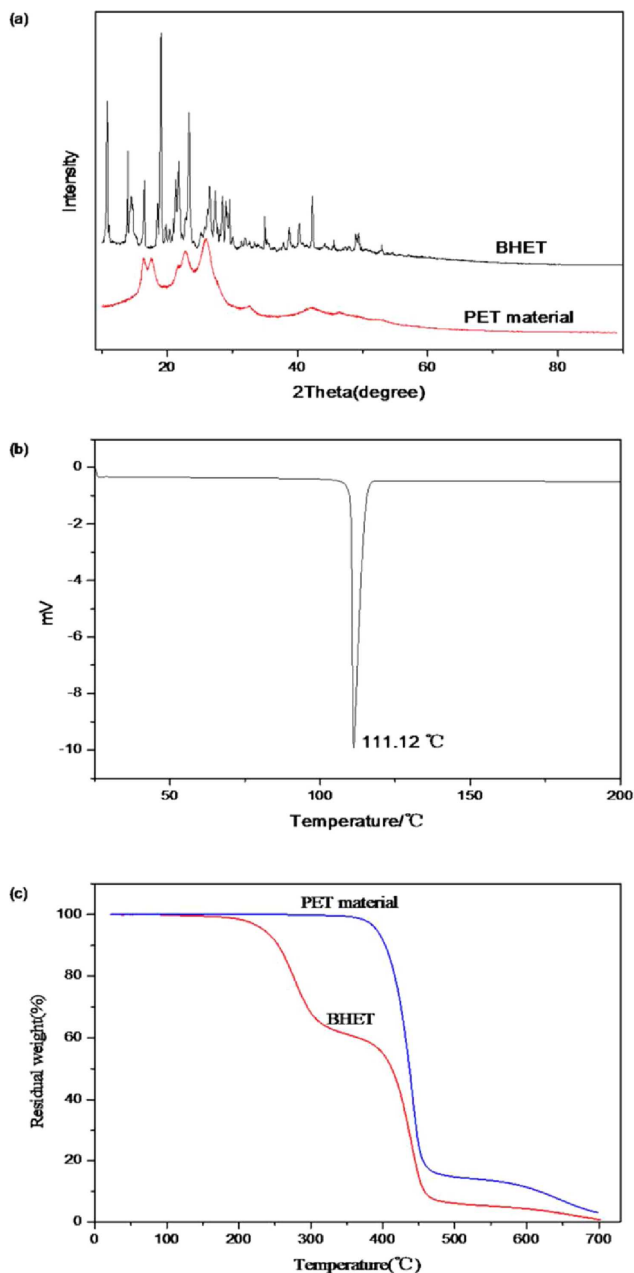 (a)
Intensity
BHET
PET material
20
40
60
80
2Theta(degree)
(b)
0
-2
-4
-6
-8
-10
mV
111.12 ℃
50
100
150
200
Temperature/℃
(c)
100
80
60
40
20
0
Residual weight(%)
PET material
BHET
0
100
200
300
400
500
600
700
Temperature(℃)